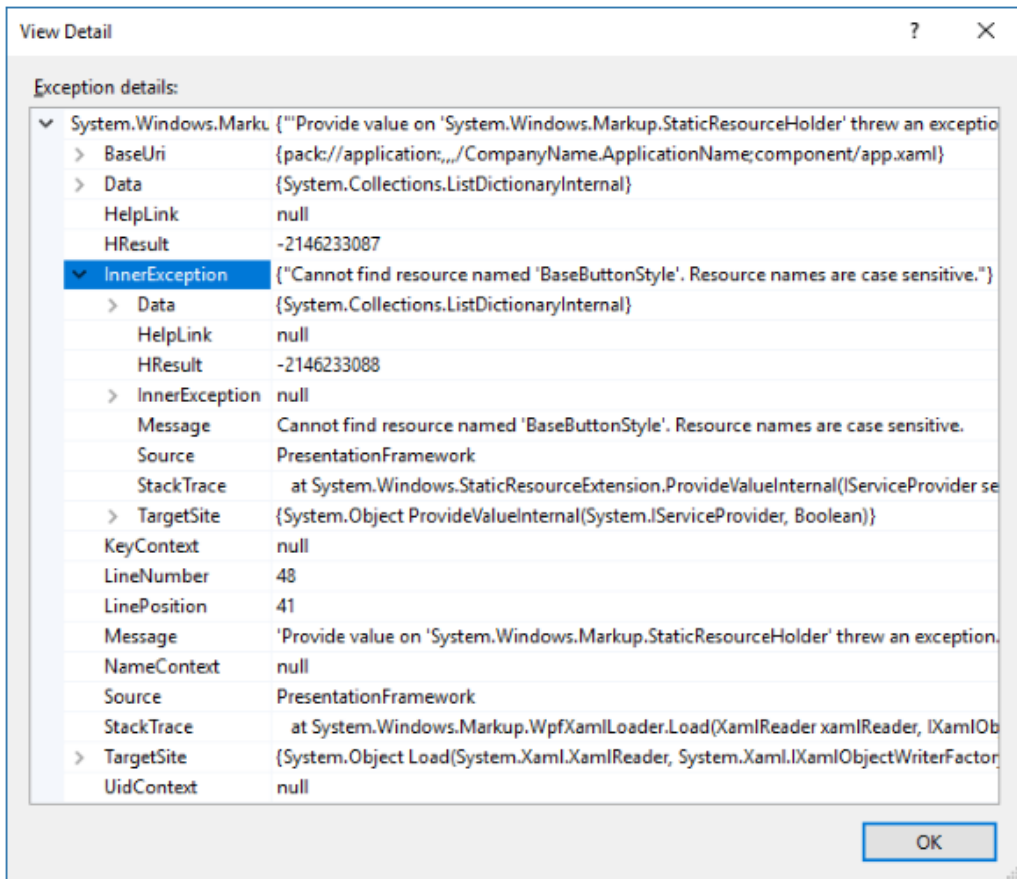 View Detail ?
Exception details:
System.Windows.Marku {"'Provide value on 'System.Windows.Markup.StaticResourceHolder' threw an exceptio
BaseUri {pack://application:,,,/CompanyName.ApplicationName;component/app.xaml}
Data {System.Collections.ListDictionaryInternal}
HelpLink null
HResult -2146233087
InnerException {"Cannot find resource named 'BaseButtonStyle'. Resource names are case sensitive."}
Data {System.Collections.ListDictionaryInternal}
HelpLink null
HResult -2146233088
InnerException null
Message Cannot find resource named 'BaseButtonStyle'. Resource names are case sensitive.
Source PresentationFramework
StackTrace at System.Windows.StaticResourceExtension.ProvideValueInternal(IServiceProvider se
TargetSite {System.Object ProvideValueInternal(System.IServiceProvider, Boolean)}
KeyContext null
LineNumber 48
LinePosition 41
Message 'Provide value on 'System.Windows.Markup.StaticResourceHolder' threw an exception.
NameContext null
Source PresentationFramework
StackTrace at System.Windows.Markup.WpfXamlLoader.Load(XamlReader xamlReader, IXamlOb
TargetSite {System.Object Load(System.Xaml.XamlReader, System.Xaml.IXamlObjectWriterFactor
UidContext null
OK